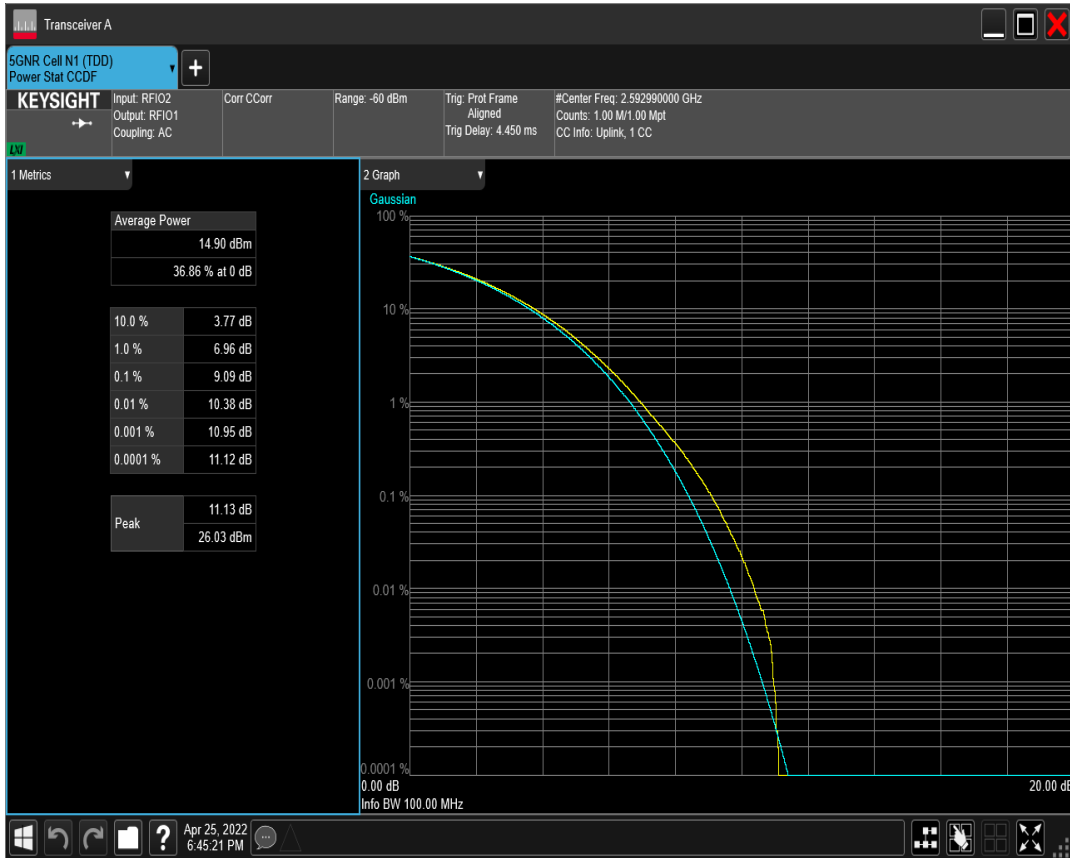 Transceiver A
5GNR Cell N1 (TDD)
Power Stat CCDF
+
KEYSIGHT
LXI
Input: RFIO2
Output: RFIO1
Coupling: AC
Corr CCorr
Range: -60 dBm
Trig: Prot Frame
Aligned
Trig Delay: 4.450 ms
#Center Freq: 2.592990000 GHz
Counts: 1.00 M/1.00 Mpt
CC Info: Uplink, 1 CC
1 Metrics
Average Power
14.90 dBm
36.86 % at 0 dB
10.0 % 3.77 dB
1.0 % 6.96 dB
0.1 % 9.09 dB
0.01 % 10.38 dB
0.001 % 10.95 dB
0.0001 % 11.12 dB
Peak 11.13 dB
26.03 dBm
2 Graph
Gaussian
100 %
10 %
1 %
0.1 %
0.01 %
0.001 %
0.0001 %
0.00 dB 20.00 dB
Info BW 100.00 MHz
?
Apr 25, 2022
6:45:21 PM